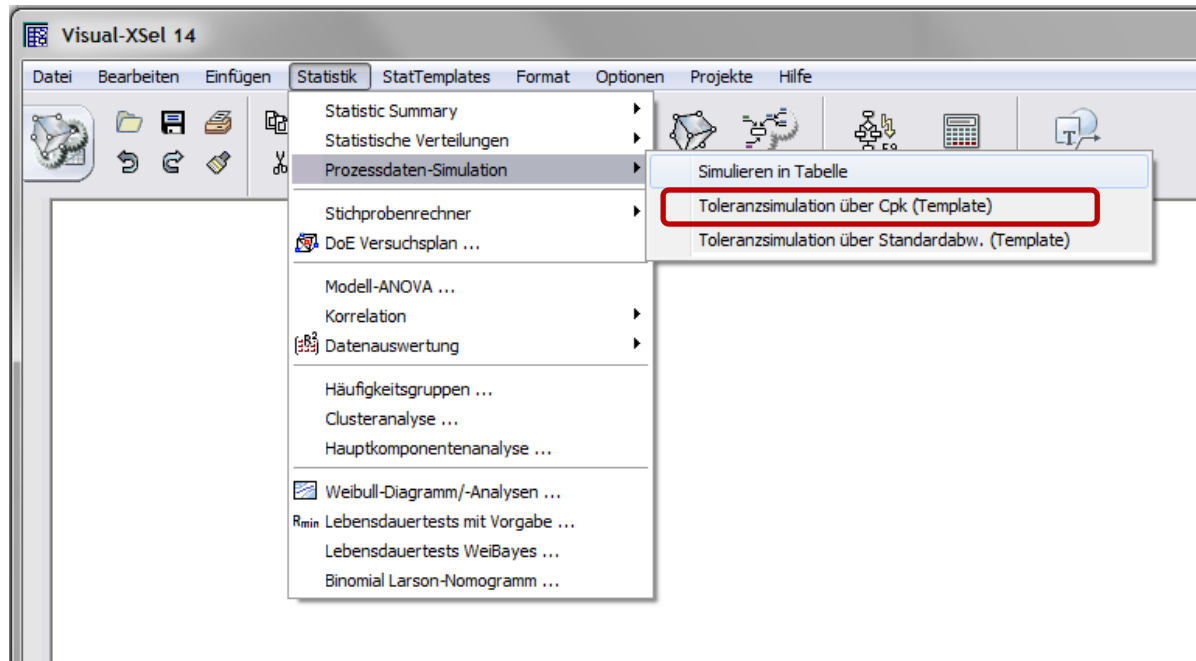 Visual-XSel 14
Datei Bearbeiten Einfügen Statistik StatTemplates Format Optionen Projekte Hilfe
Statistic Summary
Statistische Verteilungen
Prozessdaten-Simulation
Simulieren in Tabelle
Toleranzsimulation über Cpk (Template)
Toleranzsimulation über Standardabw. (Template)
Stichprobenrechner
DoE Versuchsplan ...
Modell-ANOVA ...
Korrelation
Datenauswertung
Häufigkeitsgruppen ...
Clusteranalyse ...
Hauptkomponentenanalyse ...
Weibull-Diagramm/-Analysen ...
Rmin Lebensdauertests mit Vorgabe ...
Lebensdauertests WeiBayes ...
Binomial Larson-Nomogramm ...